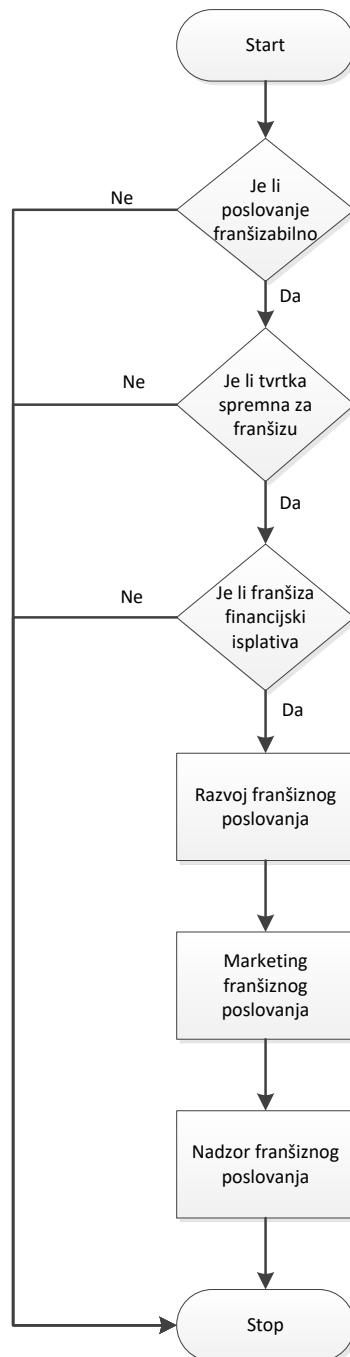 Start
Je li
poslovanje
franšizabilno
Ne
Da
Je li tvrtka
spremna za
franšizu
Ne
Da
Je li franšiza
financijski
isplativa
Ne
Da
Razvoj franšiznog
poslovanja
Marketing
franšiznog
poslovanja
Nadzor franšiznog
poslovanja
Stop